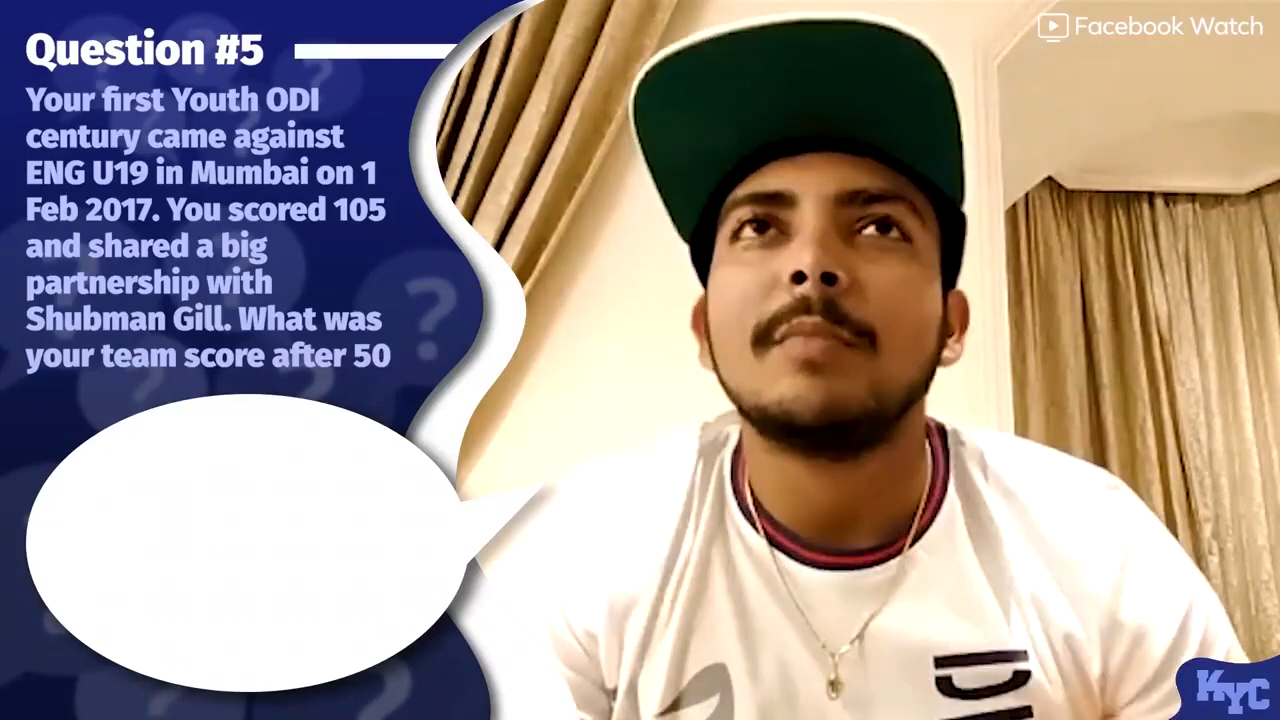 Question #5
Your first Youth ODI
century came against
ENG U19 in Mumbai on 1
Feb 2017. You scored 105
and shared a big
partnership with
Shubman Gill. What was
your team score after 50
Facebook Watch
KYC